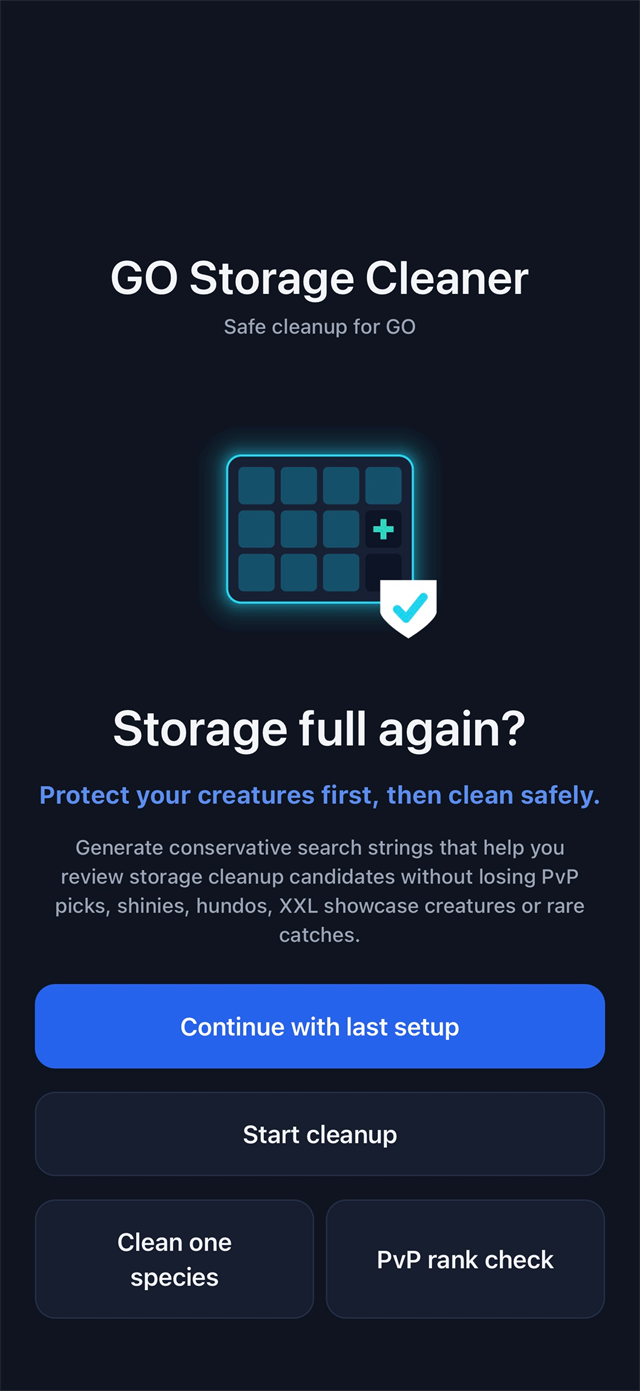 GO Storage Cleaner
Safe cleanup for GO
Storage full again?
Protect your creatures first, then clean safely.
Generate conservative search strings that help you
review storage cleanup candidates without losing PvP
picks, shinies, hundos, XXL showcase creatures or rare
catches.
Continue with last setup
Start cleanup
Clean one
species
PvP rank check